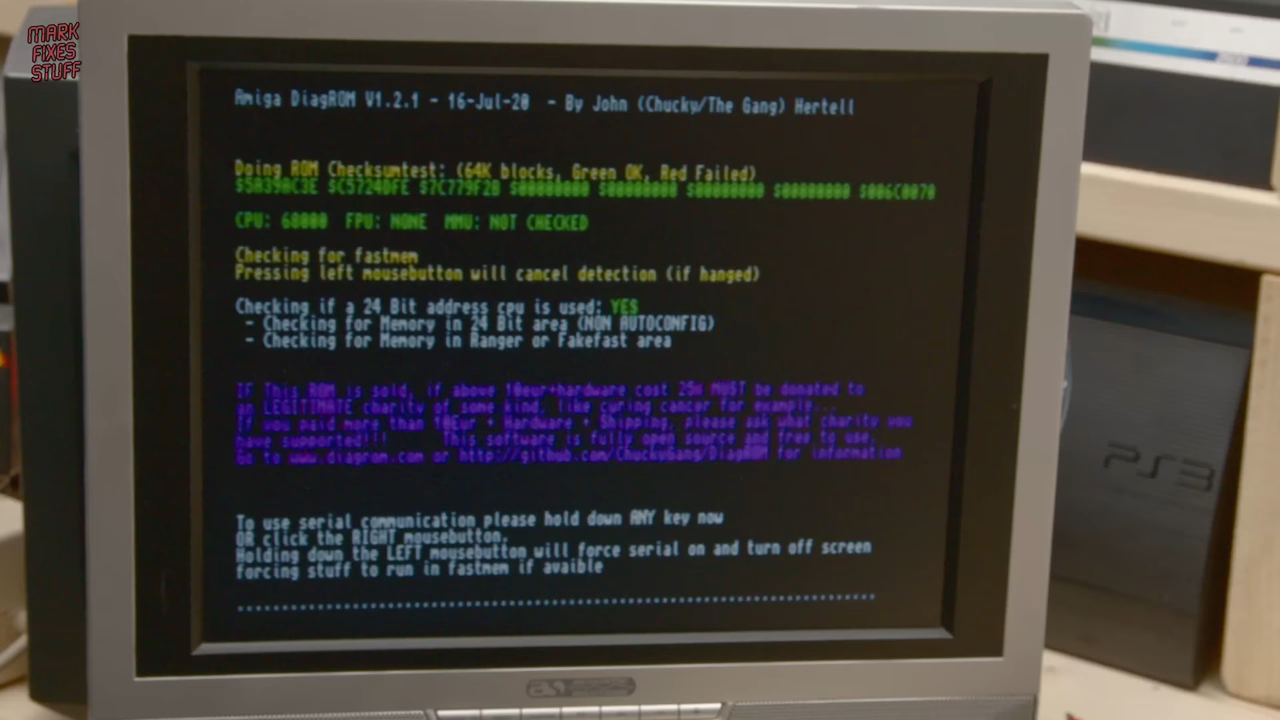 MARK
FIXES
STUFF
Amiga DiagROM V1.2.1 - 16-Jul-20 - By John (Chucky/The Gang) Hertell
Doing ROM Checksumtest: (64K blocks, Green OK, Red Failed)
$00000000 $00000000 $00000000 $00000000 $006C0070
CPU: 68000 FPU: NONE MMU: NOT CHECKED
Checking for fastmem
Pressing left mousebutton will cancel detection (if hanged)
Checking if a 24 Bit address cpu is used: YES
- Checking for Memory in 24 Bit area (NON AUTOCONFIG)
- Checking for Memory in Ranger or Fakefast area
IF This ROM is sold, if above 10eur+hardware cost 25% MUST be donated to
an LEGITIMATE charity of some kind, like curing cancer for example...
If you paid more than 10Eur + Hardware + Shipping, please ask what charity you
have supported!!! This software is fully open source and free to use.
Go to www.diagrom.com or http://github.com/ChuckyGang/DiagROM for information
To use serial communication please hold down ANY key now
OR click the RIGHT mousebutton.
Holding down the LEFT mousebutton will force serial on and turn off screen
forcing stuff to run in fastmem if avaible
PS3